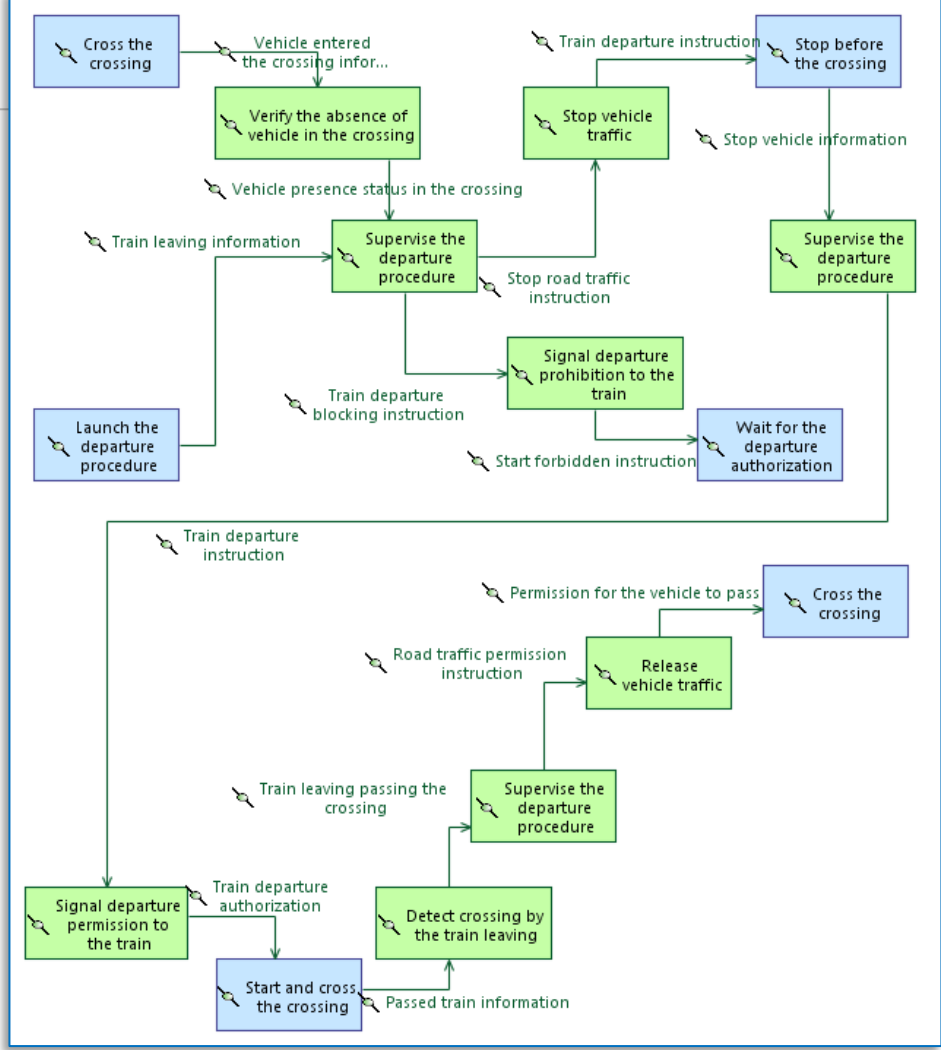 Cross the
crossing
Vehicle entered
the crossing infor...
Train departure instruction
Stop before
the crossing
Verify the absence of
vehicle in the crossing
Stop vehicle
traffic
Stop vehicle information
Vehicle presence status in the crossing
Train leaving information
Supervise the
departure
procedure
Stop road traffic
instruction
Supervise the
departure
procedure
Signal departure
prohibition to the
train
Train departure
blocking instruction
Launch the
departure
procedure
Start forbidden instruction
Wait for the
departure
authorization
Train departure
instruction
Permission for the vehicle to pass
Cross the
crossing
Road traffic permission
instruction
Release
vehicle traffic
Train leaving passing the
crossing
Supervise the
departure
procedure
Signal departure
permission to
the train
Train departure
authorization
Detect crossing by
the train leaving
Start and cross
the crossing
Passed train information